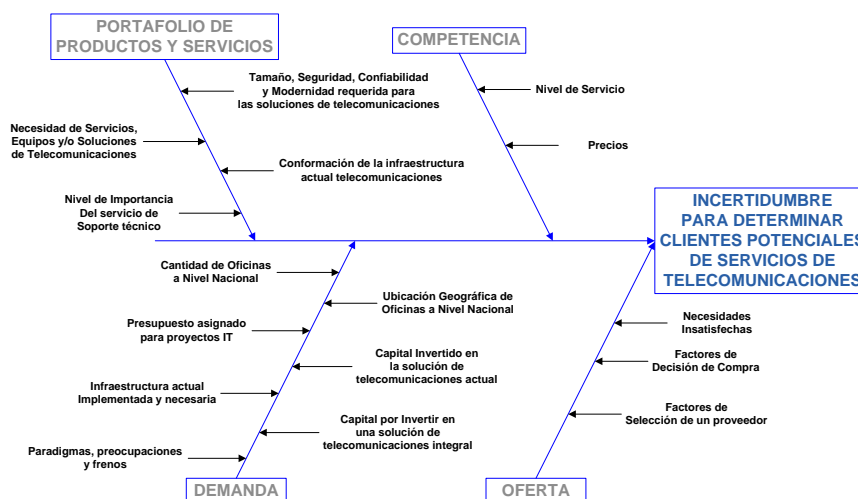 PORTAFOLIO DE
PRODUCTOS Y SERVICIOS
COMPETENCIA
Tamaño, Seguridad, Confiabilidad
y Modernidad requerida para
las soluciones de telecomunicaciones
Nivel de Servicio
Necesidad de Servicios,
Equipos y/o Soluciones
de Telecomunicaciones
Precios
Conformación de la infraestructura
actual telecomunicaciones
Nivel de Importancia
Del servicio de
Soporte técnico
INCERTIDUMBRE
PARA DETERMINAR
CLIENTES POTENCIALES
DE SERVICIOS DE
TELECOMUNICACIONES
Cantidad de Oficinas
a Nivel Nacional
Ubicación Geográfica de
Oficinas a Nivel Nacional
Presupuesto asignado
para proyectos IT
Necesidades
Insatisfechas
Capital Invertido en
la solución de
telecomunicaciones actual
Factores de
Decisión de Compra
Infraestructura actual
Implementada y necesaria
Capital por Invertir en
una solución de
telecomunicaciones integral
Factores de
Selección de un proveedor
Paradigmas, preocupaciones
y frenos
DEMANDA
OFERTA